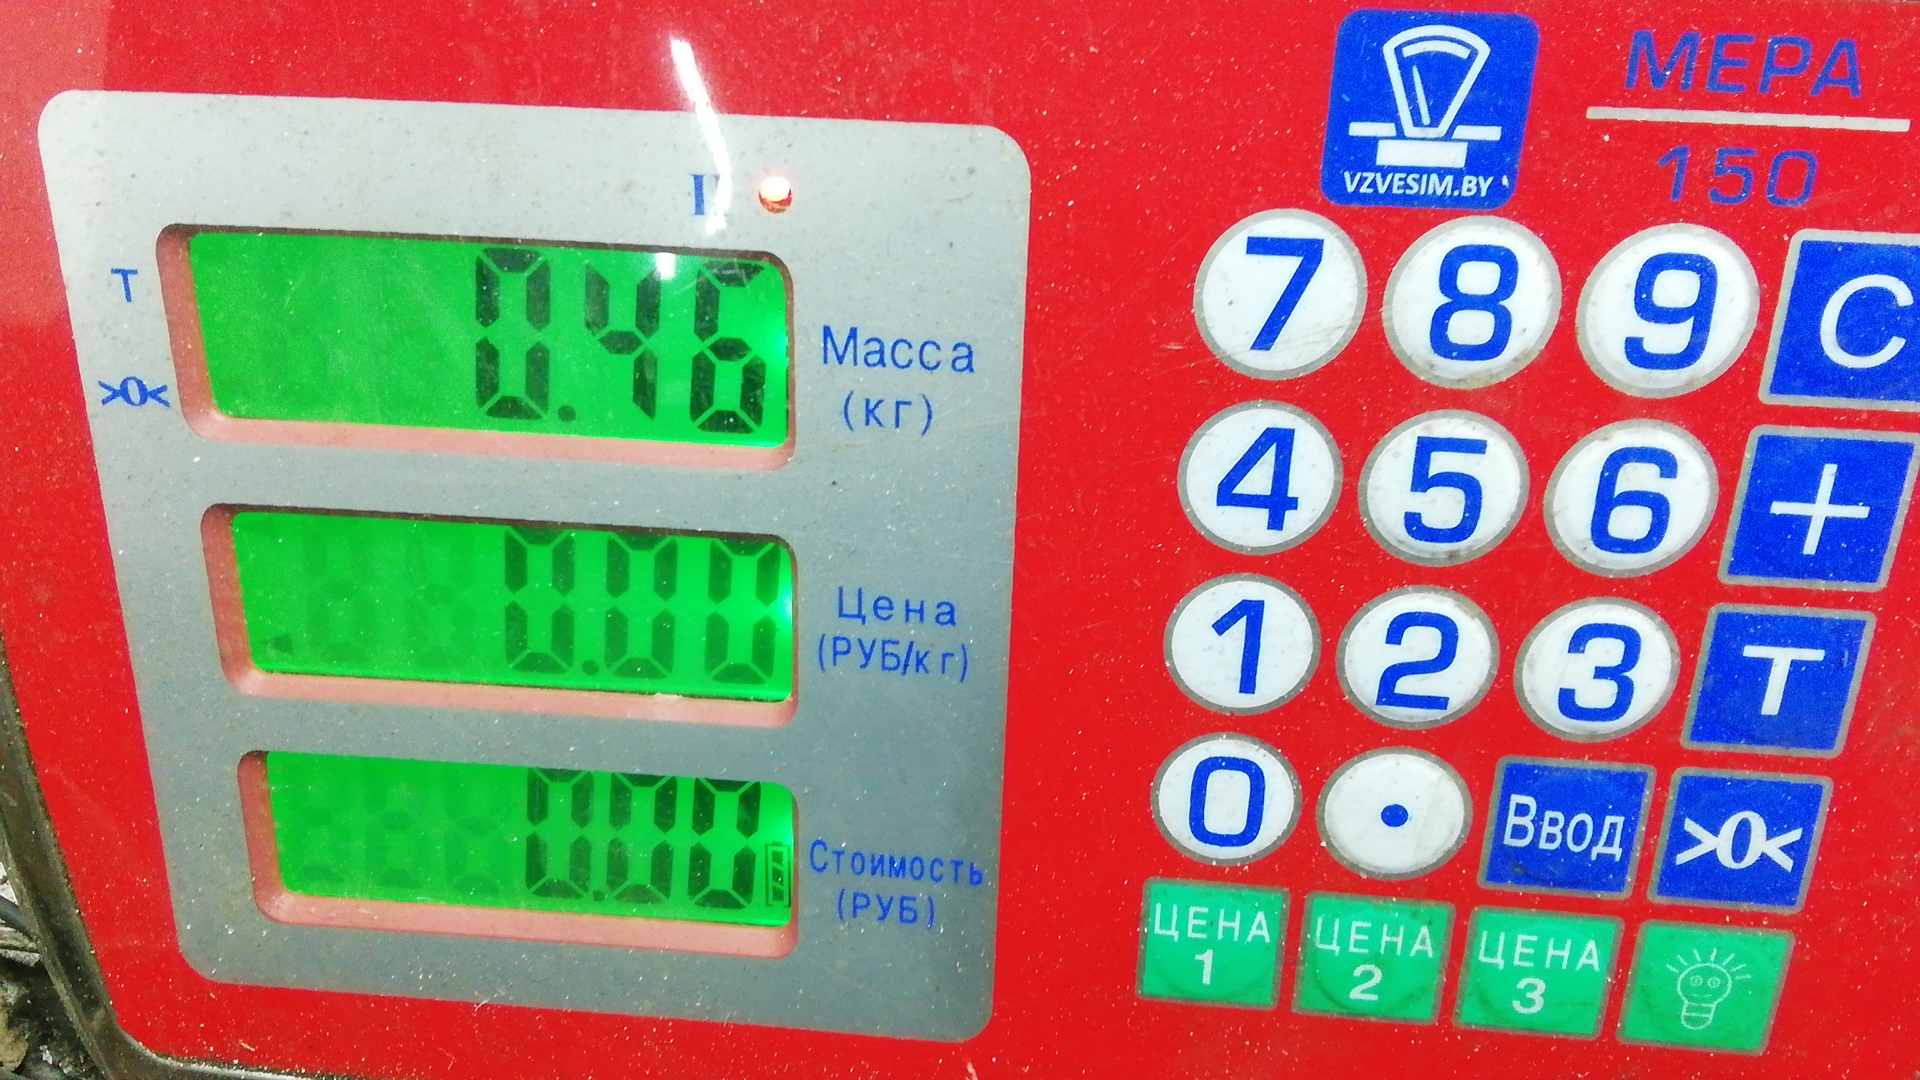 Т
>0<
0.46
Масса
(кг)
0.00
Цена
(РУБ/кг)
0.00
Стоимость
(РУБ)
VZVESIM.BY
МЕРА
150
7 8 9 C
4 5 6 +
1 2 3 T
0 . Ввод >0<
ЦЕНА 1 ЦЕНА 2 ЦЕНА 3